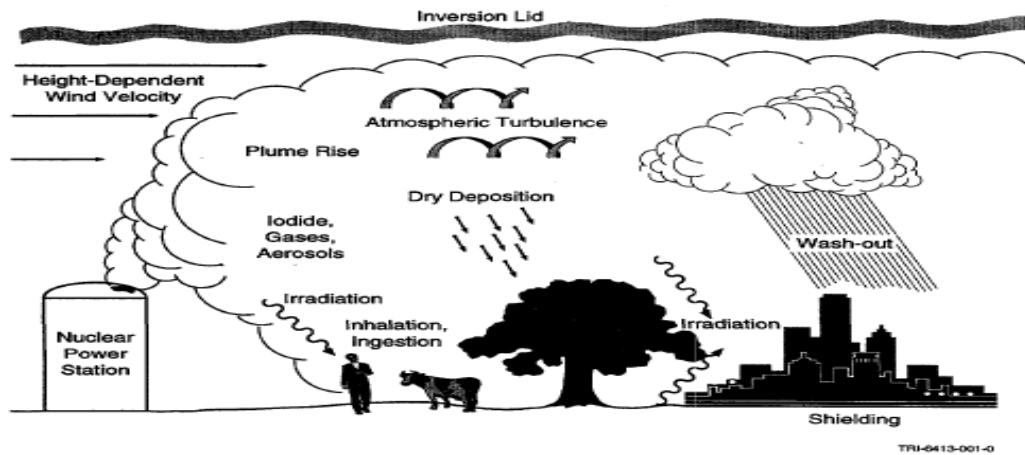 Inversion Lid
Height-Dependent
Wind Velocity
Atmospheric Turbulence
Plume Rise
Dry Deposition
Iodide,
Gases,
Aerosols
Wash-out
Irradiation
Inhalation,
Ingestion
Irradiation
Nuclear
Power
Station
Shielding
TRI-6413-001-0